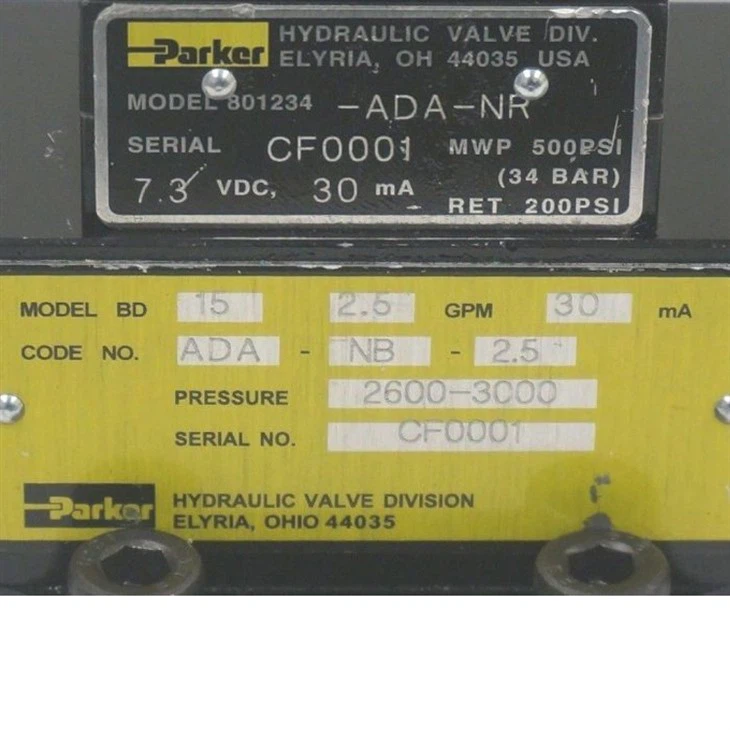 Parker HYDRAULIC VALVE DIV.
ELYRIA, OH 44035 USA
MODEL 801234 -ADA-NR
SERIAL CF0001 MWP 500PSI
(34 BAR)
7.3 VDC, 30 mA
RET 200PSI
MODEL BD 15 2.5 GPM 30 mA
CODE NO. ADA - NB - 2.5
PRESSURE 2600-3000
SERIAL NO. CF0001
Parker HYDRAULIC VALVE DIVISION
ELYRIA, OHIO 44035